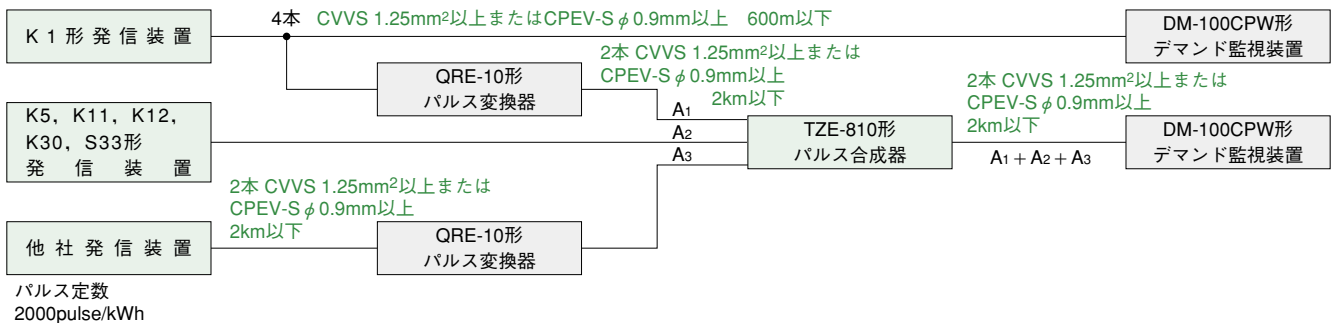 K1形発信装置
4本 CVVS 1.25mm²以上またはCPEV-Sφ0.9mm以上 600m以下
DM-100CPW形
デマンド監視装置
QRE-10形
パルス変換器
2本 CVVS 1.25mm²以上または
CPEV-Sφ0.9mm以上
2km以下
K5，K11，K12，
K30，S33形
発信装置
A₁
A₂
A₃
TZE-810形
パルス合成器
2本 CVVS 1.25mm²以上または
CPEV-Sφ0.9mm以上
2km以下
A₁＋A₂＋A₃
DM-100CPW形
デマンド監視装置
他社発信装置
2本 CVVS 1.25mm²以上または
CPEV-Sφ0.9mm以上
2km以下
QRE-10形
パルス変換器
パルス定数
2000pulse/kWh